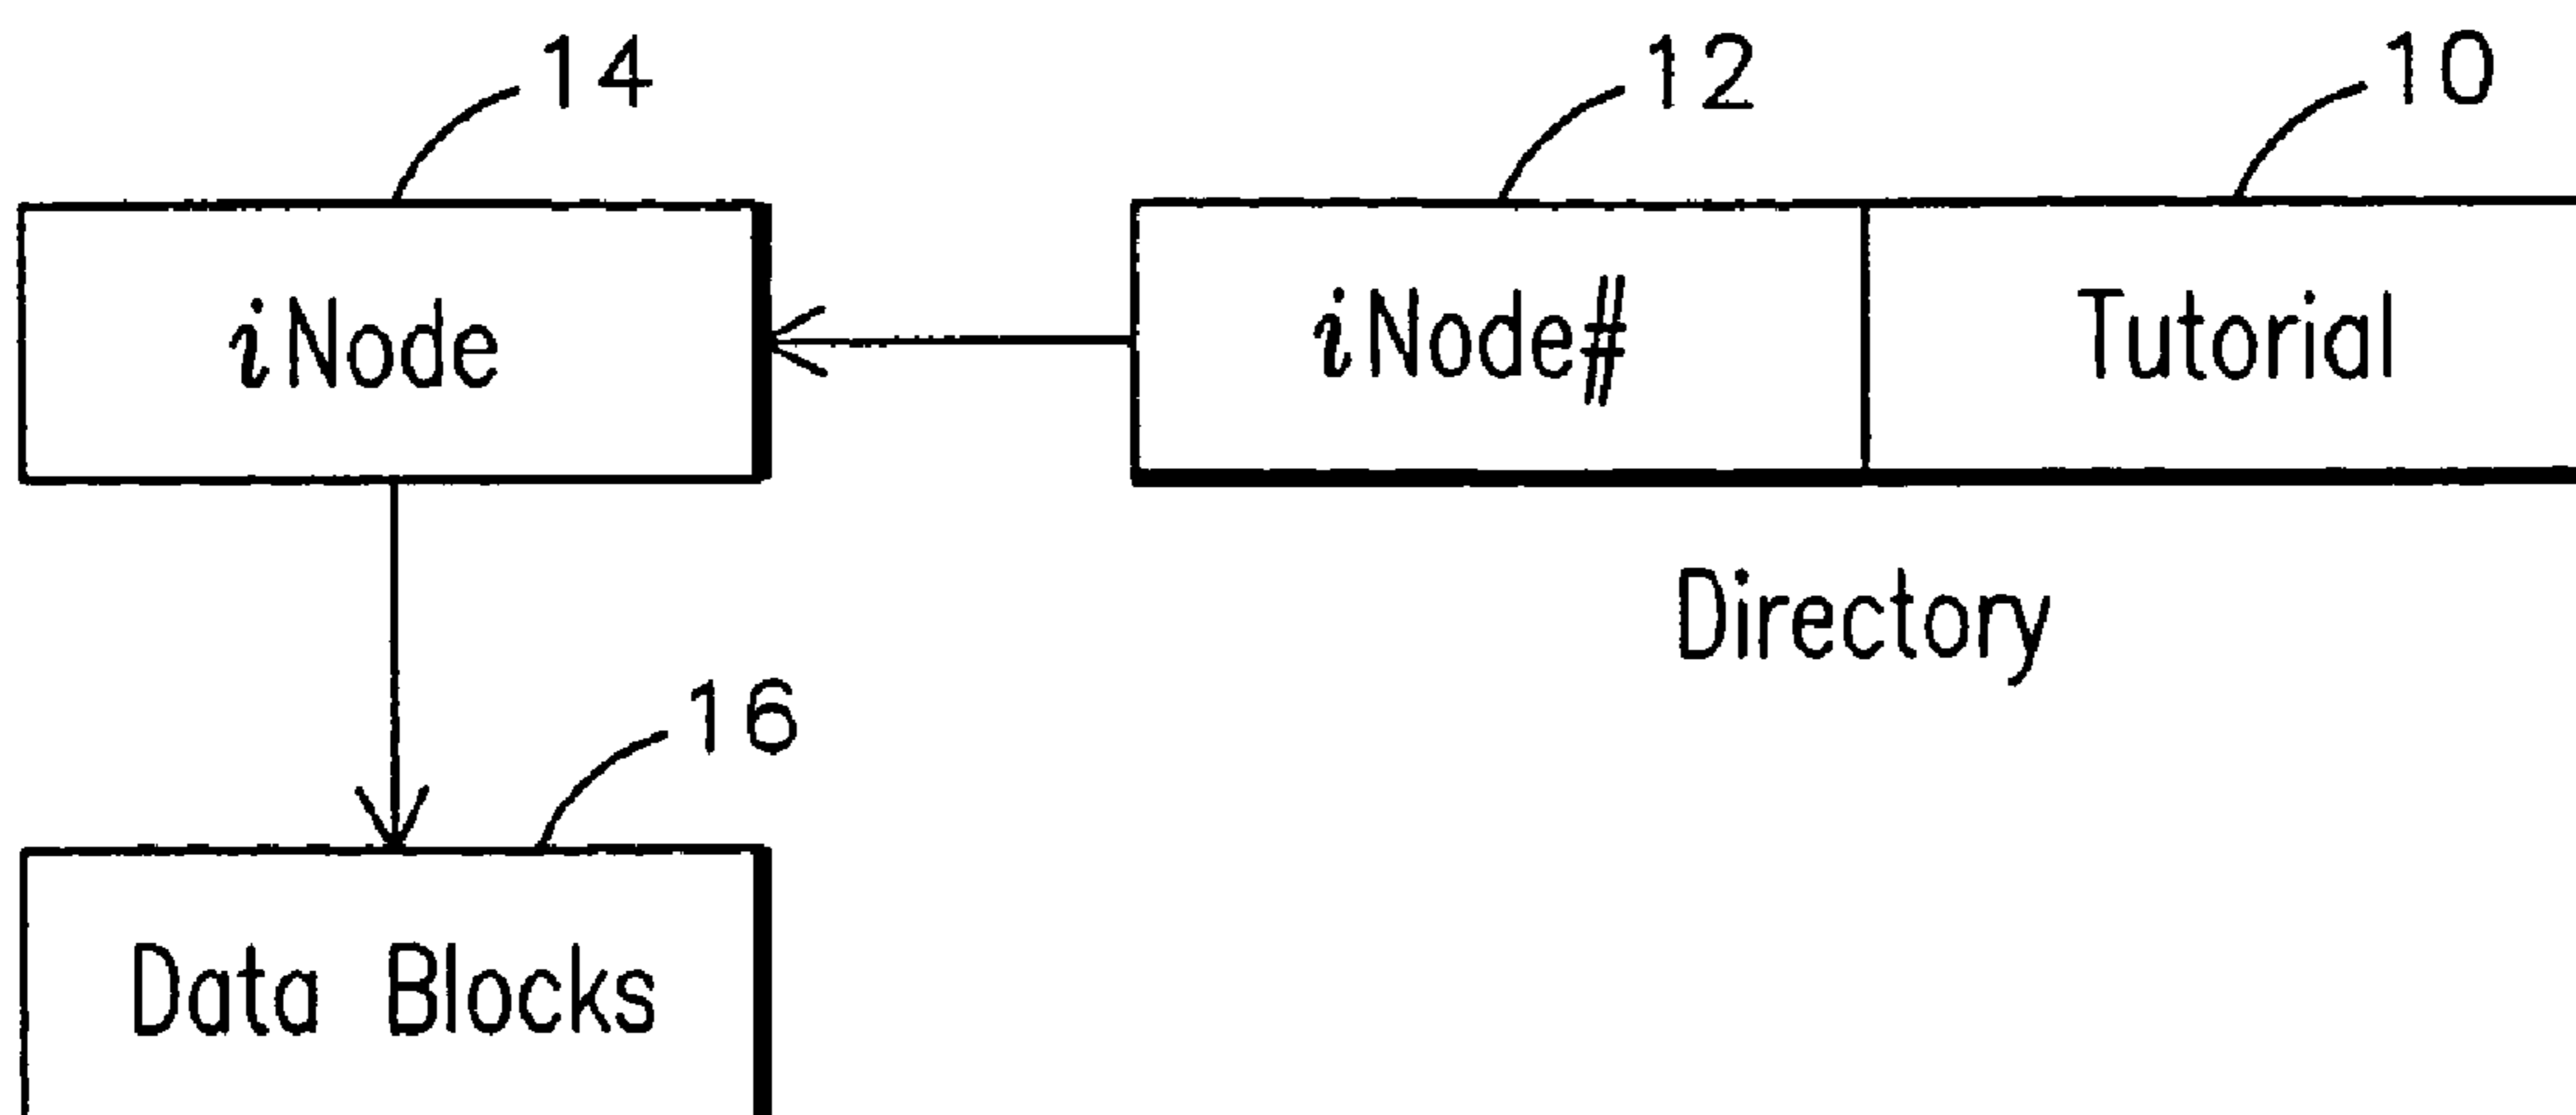 14 12 10
iNode iNode# Tutorial
Directory
16
Data Blocks